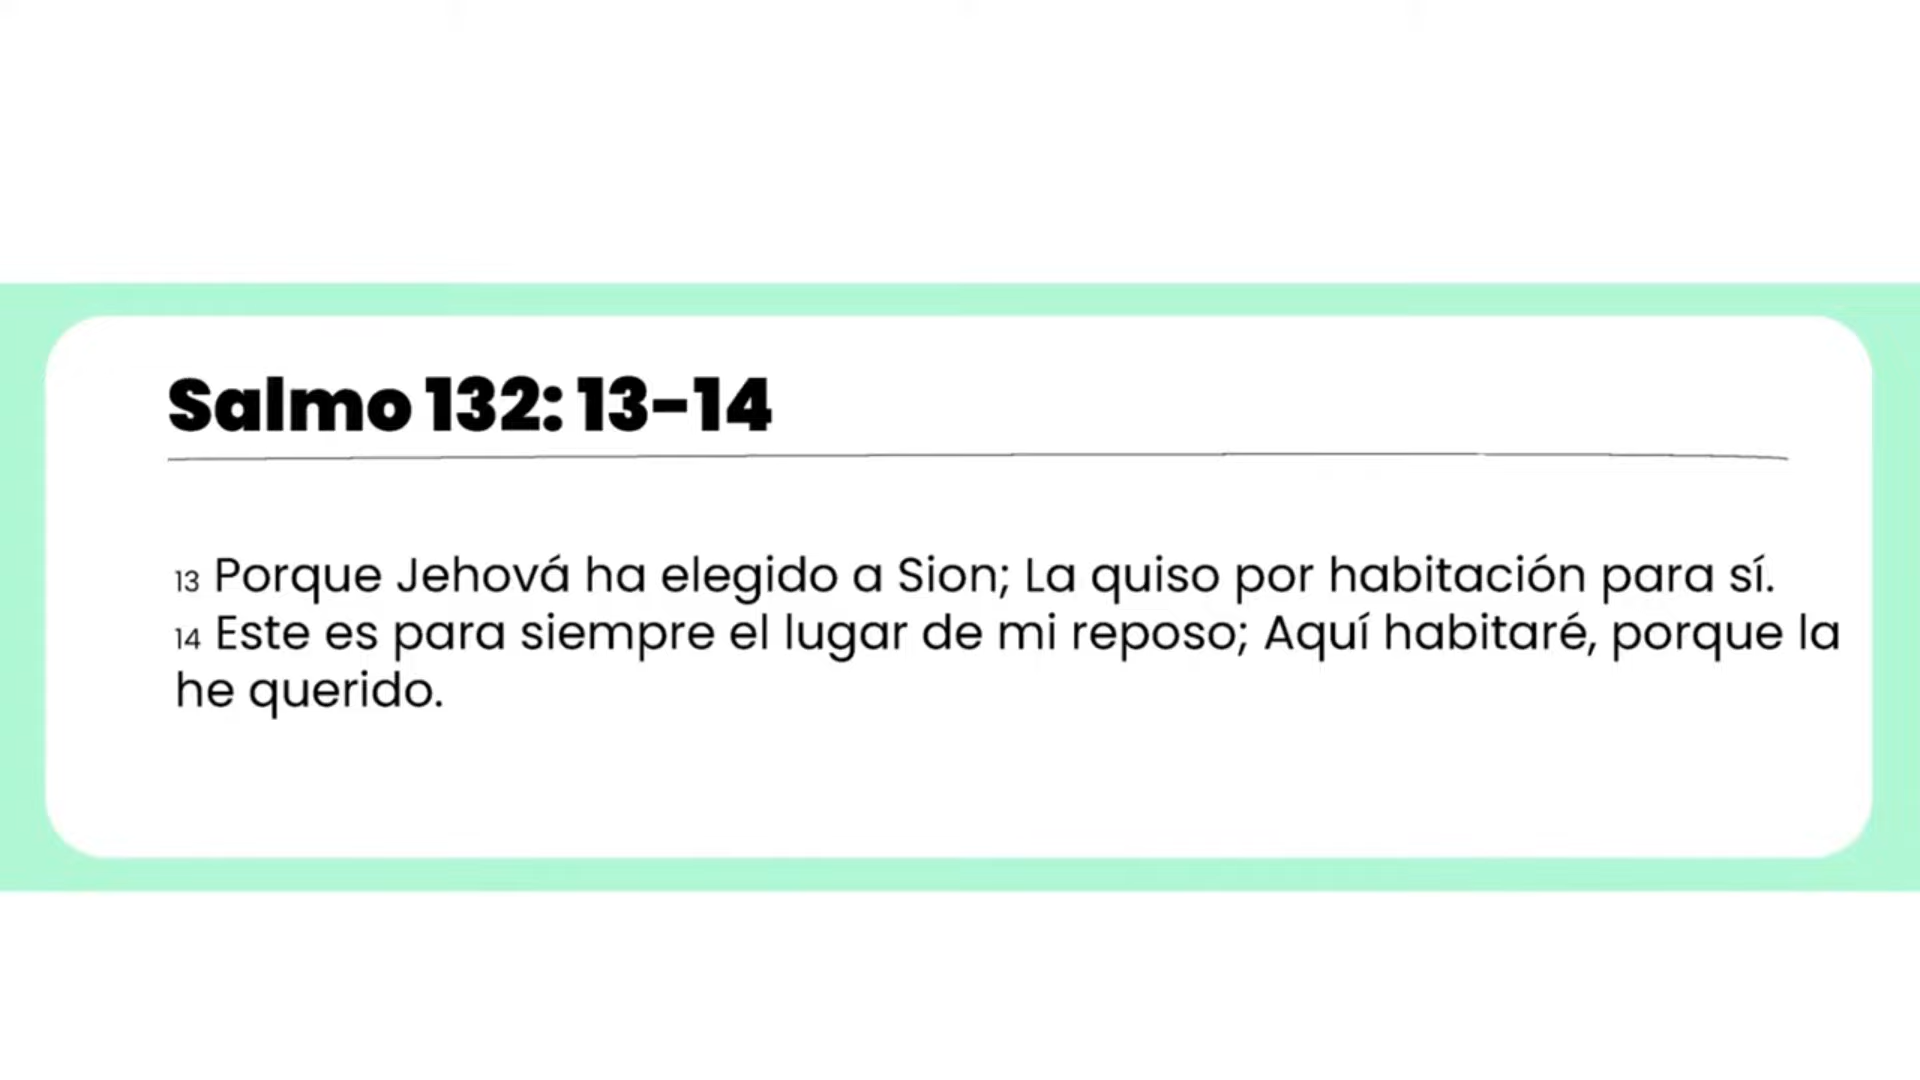 Salmo 132: 13-14
13 Porque Jehová ha elegido a Sion; La quiso por habitación para sí.
14 Este es para siempre el lugar de mi reposo; Aquí habitaré, porque la
he querido.